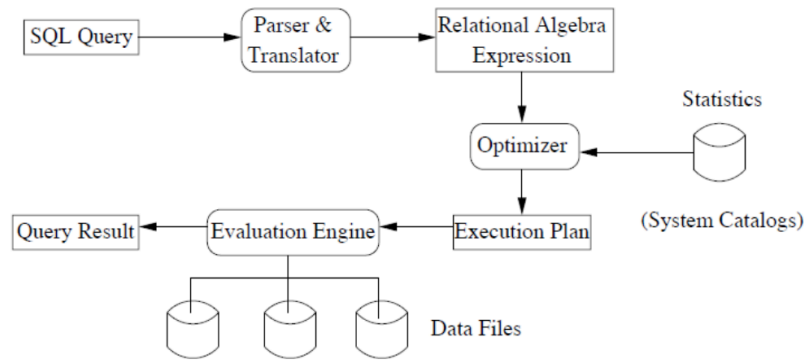 SQL Query
Parser &
Translator
Relational Algebra
Expression
Statistics
Optimizer
(System Catalogs)
Query Result
Evaluation Engine
Execution Plan
Data Files